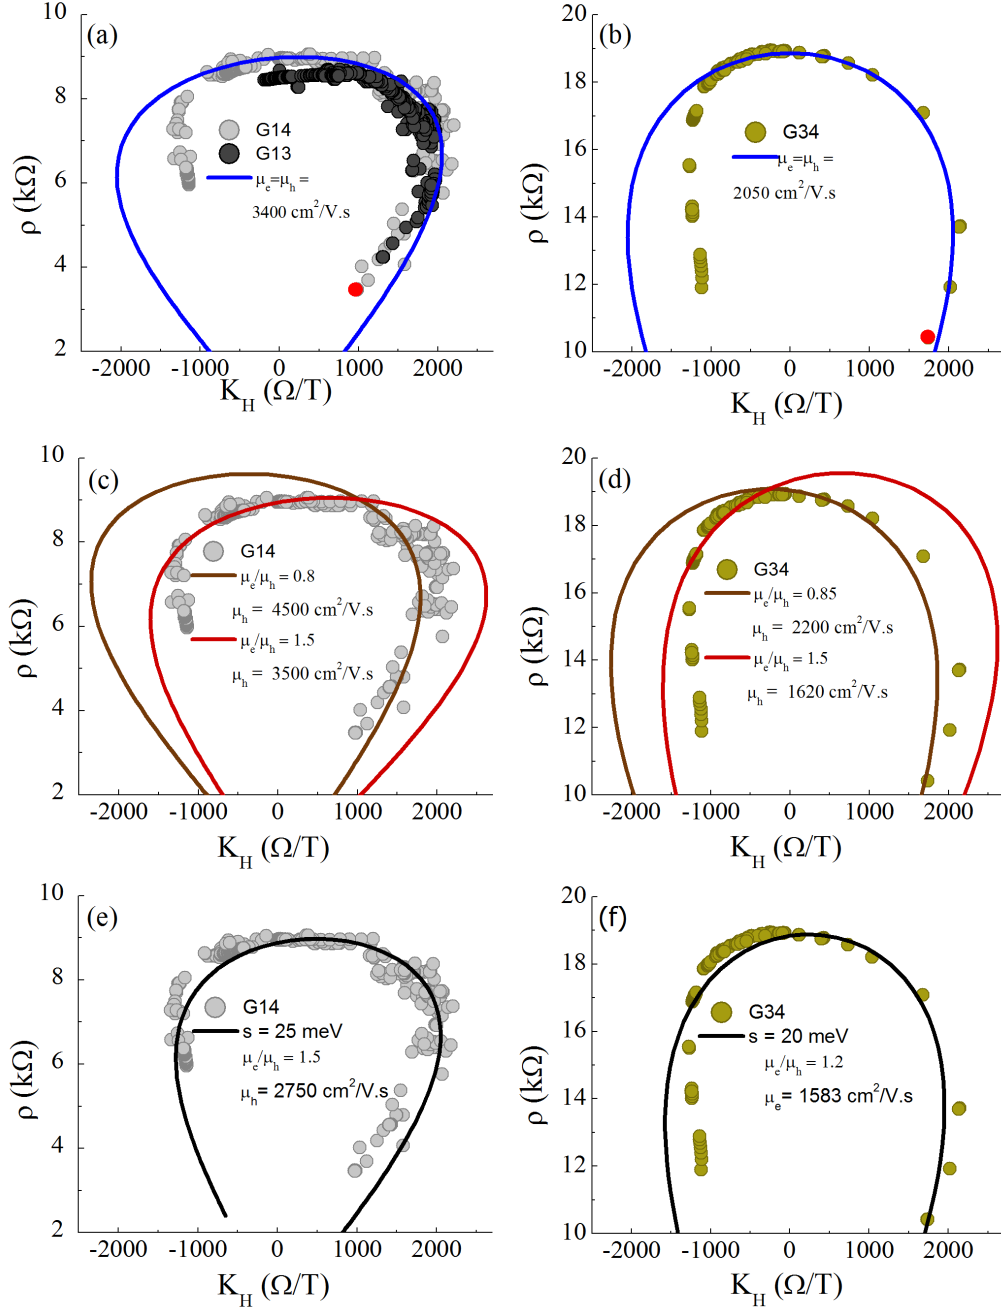 (a)
10
8
6
4
2
ρ (kΩ)
G14
G13
μe=μh =
3400 cm²/V.s
-2000 -1000 0 1000 2000
K_H (Ω/T)
(b)
20
18
16
14
12
10
ρ (kΩ)
G34
μe=μh =
2050 cm²/V.s
-2000 -1000 0 1000 2000
K_H (Ω/T)
(c)
10
8
6
4
2
ρ (kΩ)
G14
μe/μh = 0.8
μh = 4500 cm²/V.s
μe/μh = 1.5
μh = 3500 cm²/V.s
-2000 -1000 0 1000 2000
K_H (Ω/T)
(d)
20
18
16
14
12
10
ρ (kΩ)
G34
μe/μh = 0.85
μh = 2200 cm²/V.s
μe/μh = 1.5
μh = 1620 cm²/V.s
-2000 -1000 0 1000 2000
K_H (Ω/T)
(e)
10
8
6
4
2
ρ (kΩ)
G14
s = 25 meV
μe/μh = 1.5
μh = 2750 cm²/V.s
-2000 -1000 0 1000 2000
K_H (Ω/T)
(f)
20
18
16
14
12
10
ρ (kΩ)
G34
s = 20 meV
μe/μh = 1.2
μe = 1583 cm²/V.s
-2000 -1000 0 1000 2000
K_H (Ω/T)